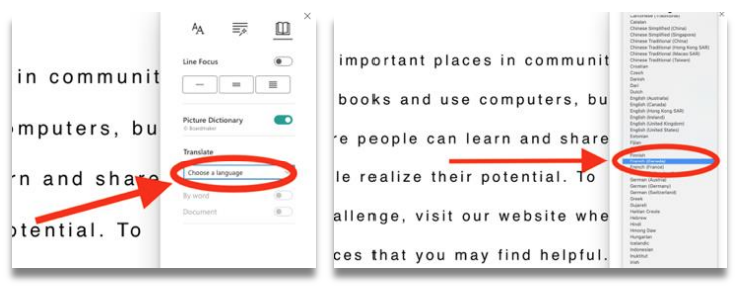 in communit
omputers, bu
rn and share
otential. To
AA
Line Focus
Picture Dictionary
© Boardmaker
Translate
Choose a language
By word
Document
important places in communit
books and use computers, bu
re people can learn and share
le realize their potential. To
allenge, visit our website whe
ces that you may find helpful.
Cantonese (Traditional)
Catalan
Chinese Simplified (China)
Chinese Simplified (Singapore)
Chinese Traditional (China)
Chinese Traditional (Hong Kong SAR)
Chinese Traditional (Macau SAR)
Chinese Traditional (Taiwan)
Croatian
Czech
Danish
Dari
Dutch
English (Australia)
English (Canada)
English (Hong Kong SAR)
English (Ireland)
English (United Kingdom)
English (United States)
Estonian
Fijian
Finnish
French (Canada)
French (France)
German (Austria)
German (Germany)
German (Switzerland)
Greek
Gujarati
Haitian Creole
Hebrew
Hindi
Hmong Daw
Hungarian
Icelandic
Indonesian
Inuktitut
Irish